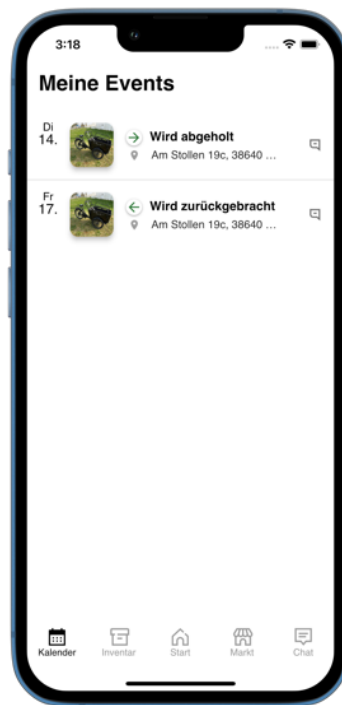 3:18
Meine Events
Di
14.
Wird abgeholt
Am Stollen 19c, 38640 ...
Fr
17.
Wird zurückgebracht
Am Stollen 19c, 38640 ...
Kalender Inventar Start Markt Chat